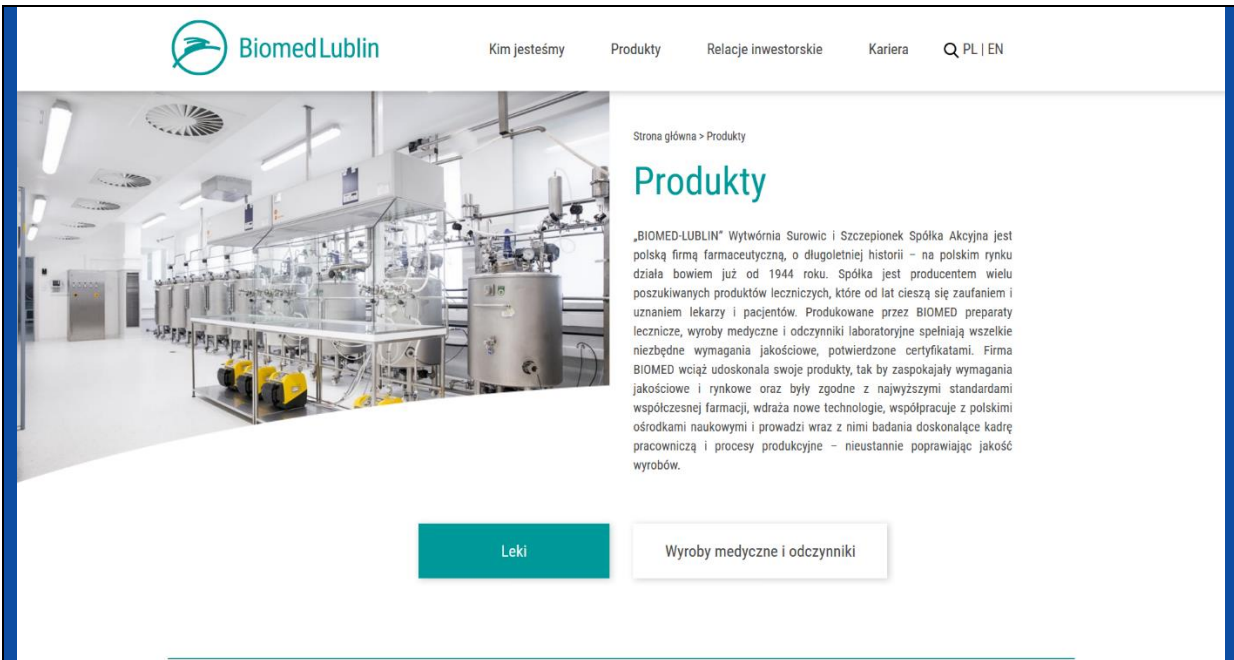 Biomed Lublin
Kim jesteśmy Produkty Relacje inwestorskie Kariera PL | EN
Strona główna > Produkty
Produkty
„BIOMED-LUBLIN” Wytwórnia Surowic i Szczepionek Spółka Akcyjna jest
polską firmą farmaceutyczną, o długoletniej historii – na polskim rynku
działa bowiem już od 1944 roku. Spółka jest producentem wielu
poszukiwanych produktów leczniczych, które od lat cieszą się zaufaniem i
uznaniem lekarzy i pacjentów. Produkowane przez BIOMED preparaty
lecznicze, wyroby medyczne i odczynniki laboratoryjne spełniają wszelkie
niezbędne wymagania jakościowe, potwierdzone certyfikatami. Firma
BIOMED wciąż udoskonala swoje produkty, tak by zaspokajały wymagania
jakościowe i rynkowe oraz były zgodne z najwyższymi standardami
współczesnej farmacji, wdraża nowe technologie, współpracuje z polskimi
ośrodkami naukowymi i prowadzi wraz z nimi badania doskonalące kadrę
pracowniczą i procesy produkcyjne – nieustannie poprawiając jakość
wyrobów.
Leki
Wyroby medyczne i odczynniki